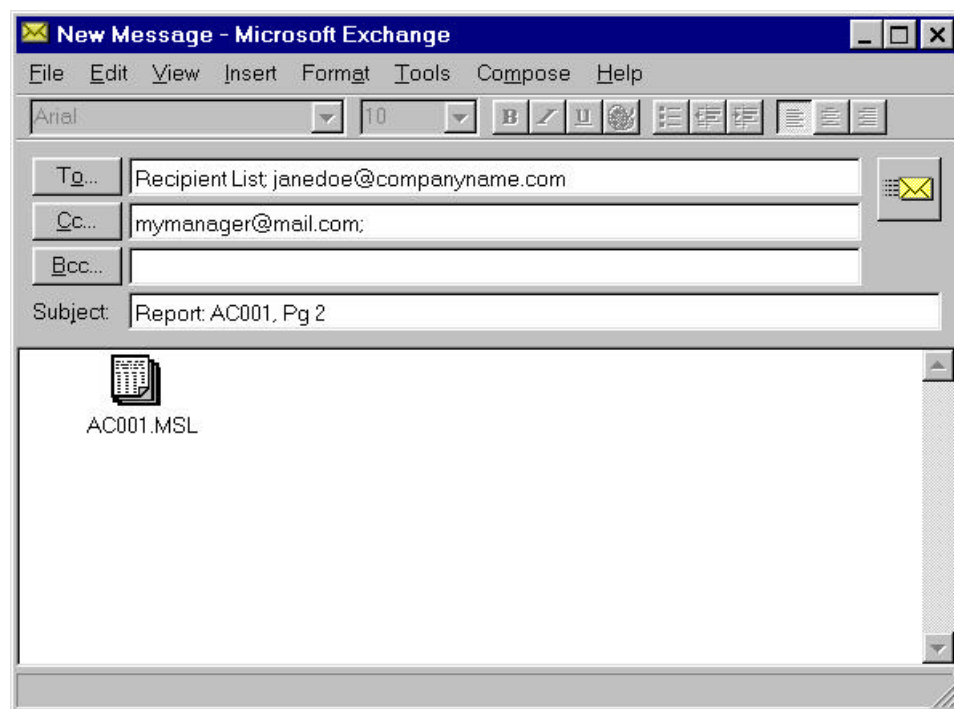 New Message - Microsoft Exchange
File Edit View Insert Format Tools Compose Help
Arial 10 B I U
To... Recipient List; janedoe@companyname.com
Cc... mymanager@mail.com;
Bcc...
Subject: Report: AC001, Pg 2
AC001.MSL